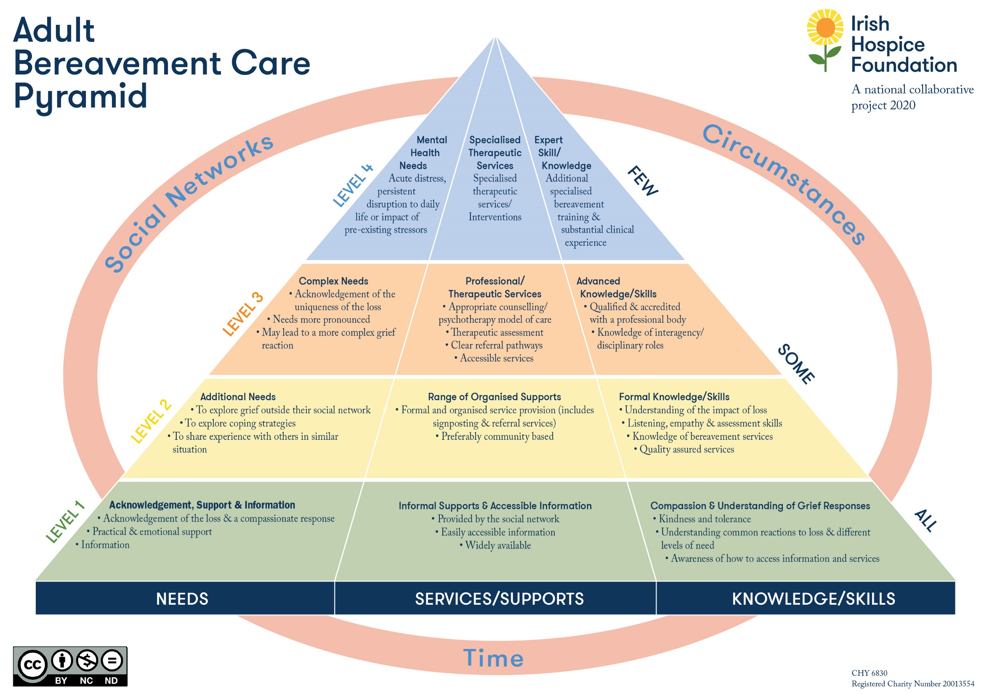 Adult
Bereavement Care
Pyramid
Irish
Hospice
Foundation
A national collaborative
project 2020
Social Networks
Circumstances
LEVEL 4
Mental
Health
Needs
Acute distress,
persistent
disruption to daily
life or impact of
pre-existing stressors
Specialised
Therapeutic
Services
Specialised
therapeutic
services/
Interventions
Expert
Skill/
Knowledge
Additional
specialised
bereavement
training &
substantial clinical
experience
FEW
LEVEL 3
Complex Needs
• Acknowledgement of the
uniqueness of the loss
• Needs more pronounced
• May lead to a more complex grief
reaction
Professional/
Therapeutic Services
• Appropriate counselling/
psychotherapy model of care
• Therapeutic assessment
• Clear referral pathways
• Accessible services
Advanced
Knowledge/Skills
• Qualified & accredited
with a professional body
• Knowledge of interagency/
disciplinary roles
SOME
LEVEL 2
Additional Needs
• To explore grief outside their social network
• To explore coping strategies
• To share experience with others in similar
situation
Range of Organised Supports
• Formal and organised service provision (includes
signposting & referral services)
• Preferably community based
Formal Knowledge/Skills
• Understanding of the impact of loss
• Listening, empathy & assessment skills
• Knowledge of bereavement services
• Quality assured services
LEVEL 1
Acknowledgement, Support & Information
• Acknowledgement of the loss & a compassionate response
• Practical & emotional support
• Information
Informal Supports & Accessible Information
• Provided by the social network
• Easily accessible information
• Widely available
Compassion & Understanding of Grief Responses
• Kindness and tolerance
• Understanding common reactions to loss & different
levels of need
• Awareness of how to access information and services
ALL
NEEDS
SERVICES/SUPPORTS
KNOWLEDGE/SKILLS
Time
cc
BY NC ND
CHY 6830
Registered Charity Number 20013554